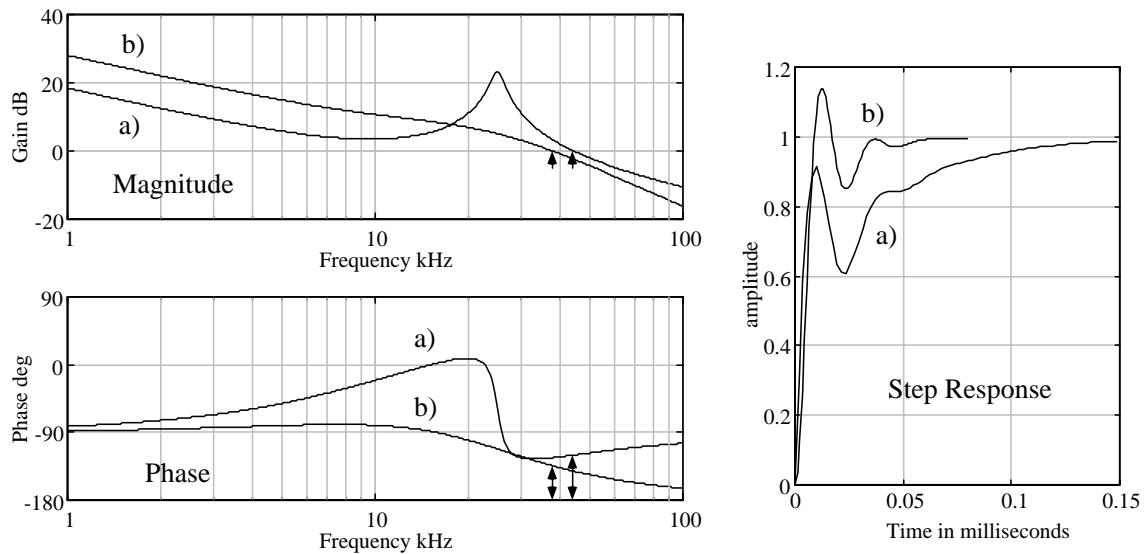 40
20
0
-20
Gain dB
b)
a)
Magnitude
1
10
100
Frequency kHz
90
0
-90
-180
Phase deg
a)
b)
Phase
1
10
100
Frequency kHz
1.2
1
0.8
0.6
0.4
0.2
0
amplitude
b)
a)
Step Response
0
0.05
0.1
0.15
Time in milliseconds